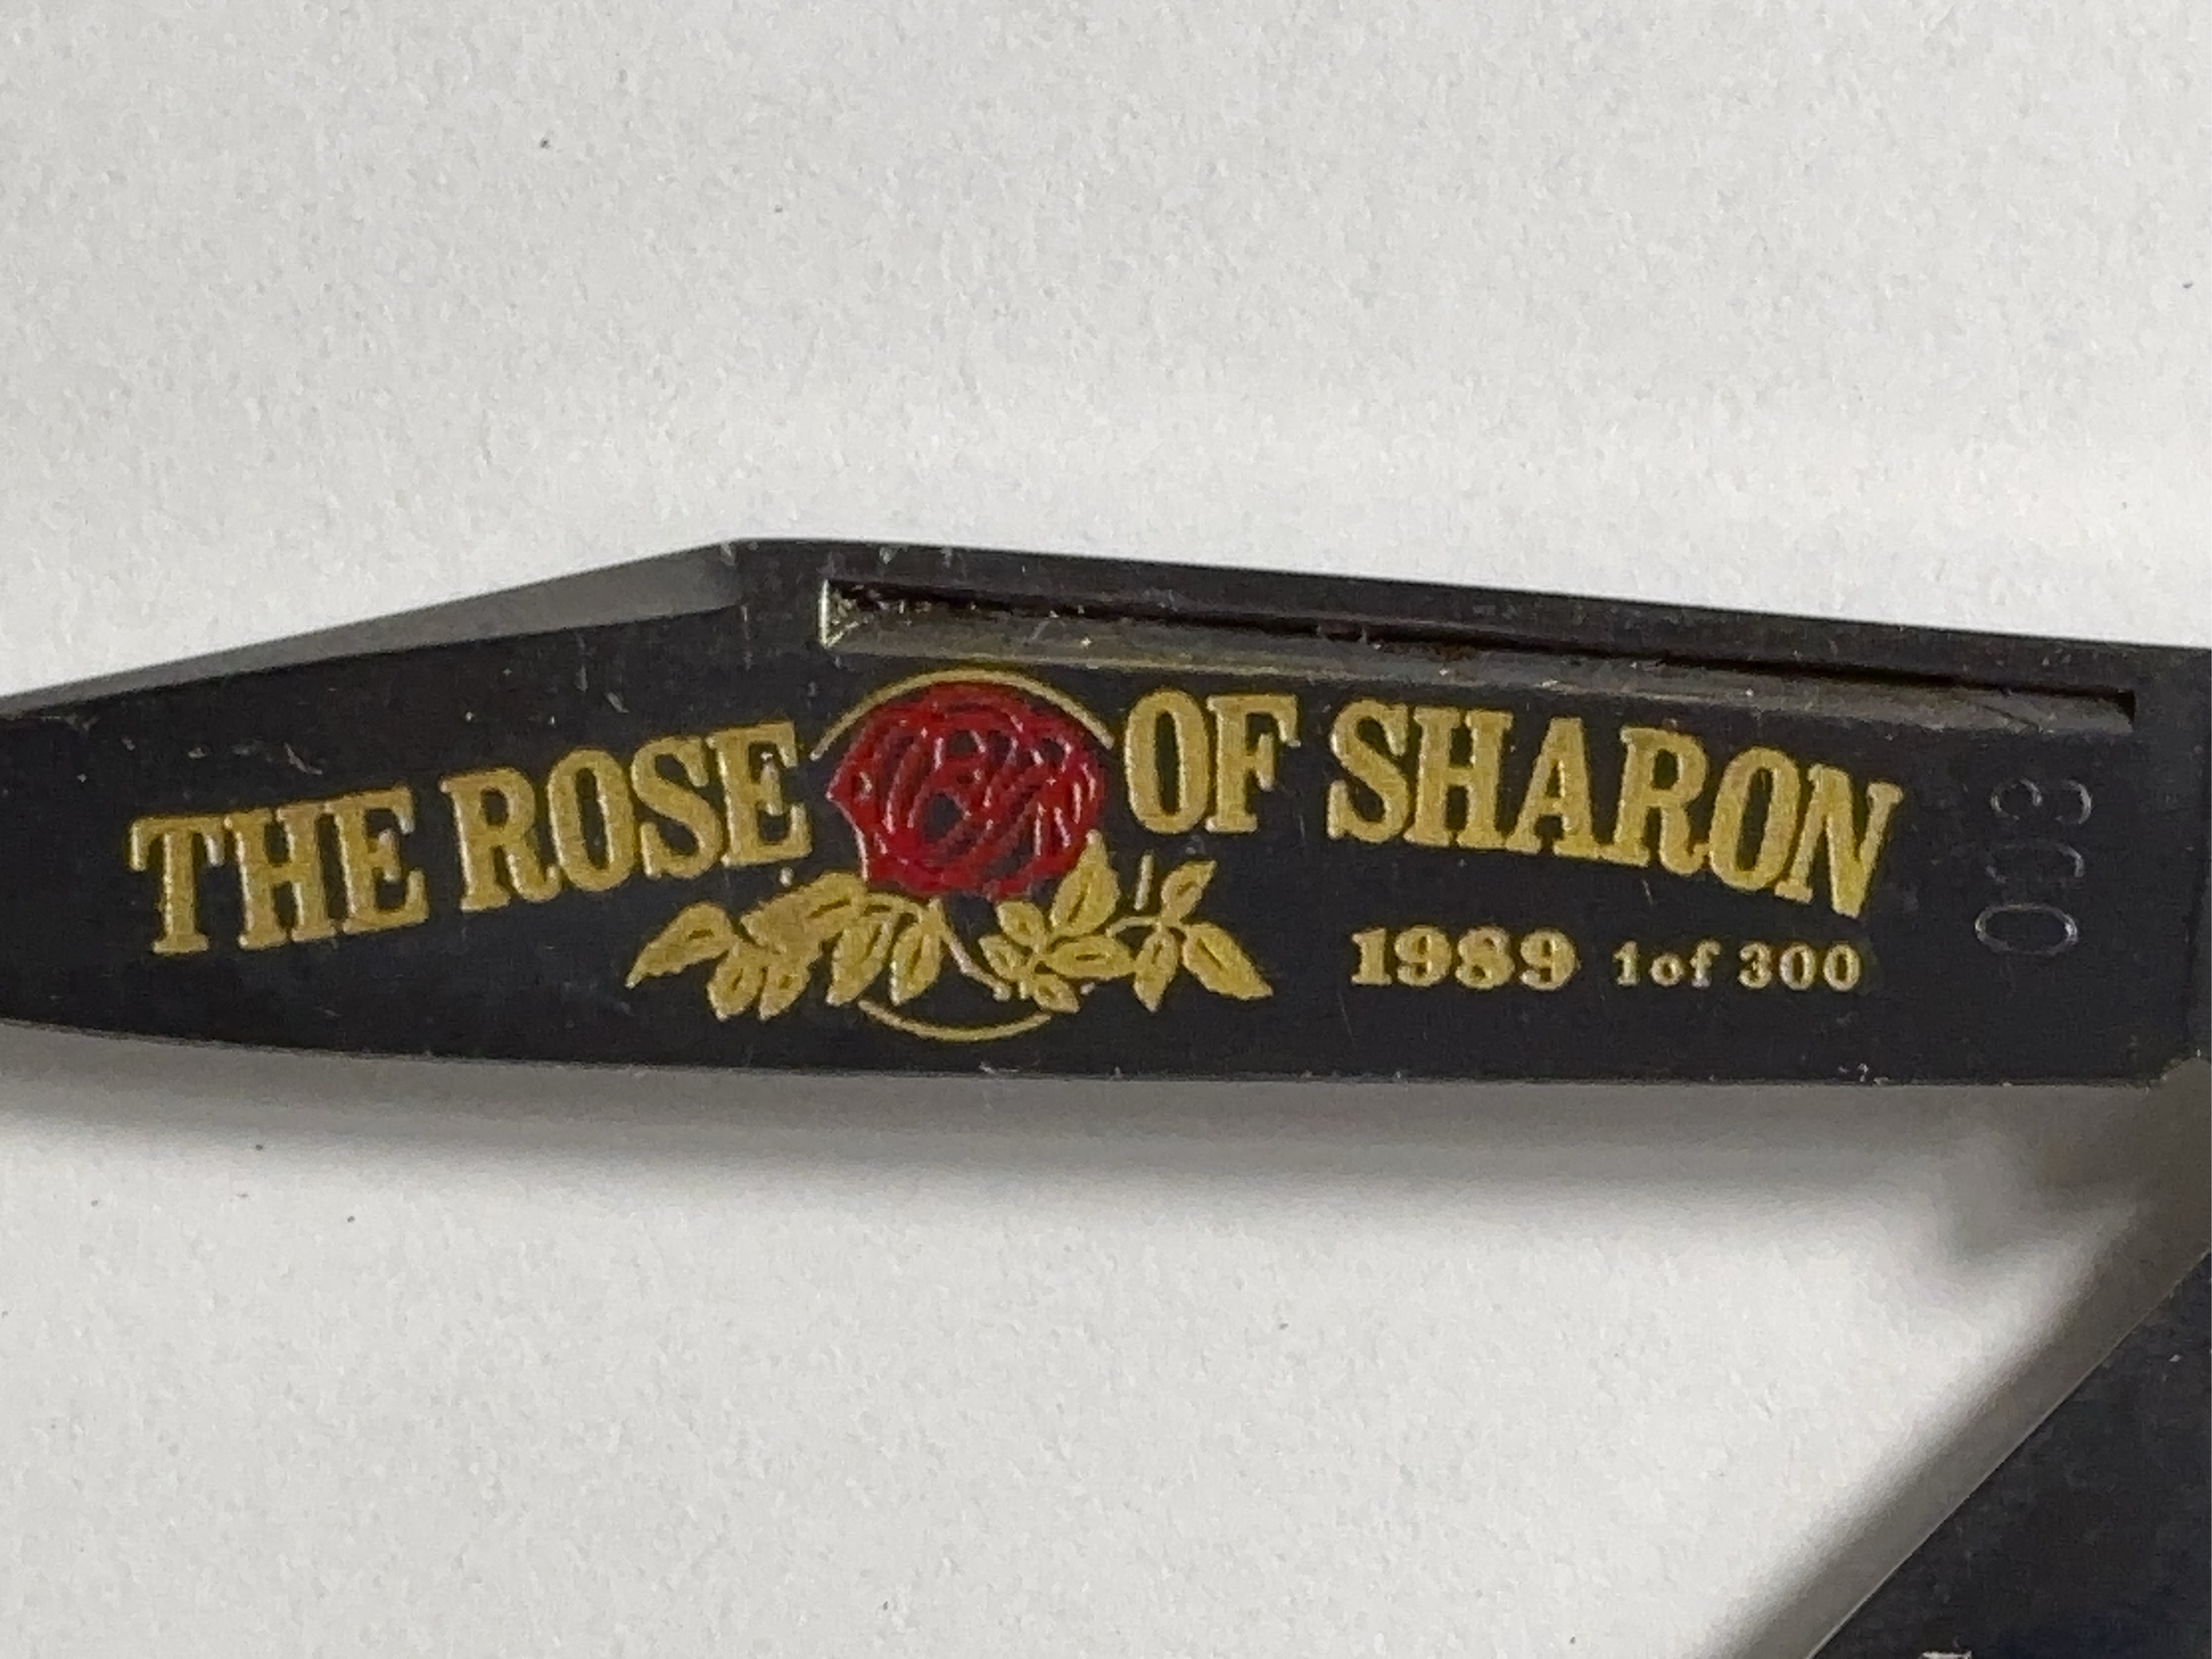 THE ROSE OF SHARON
1989 1of 300